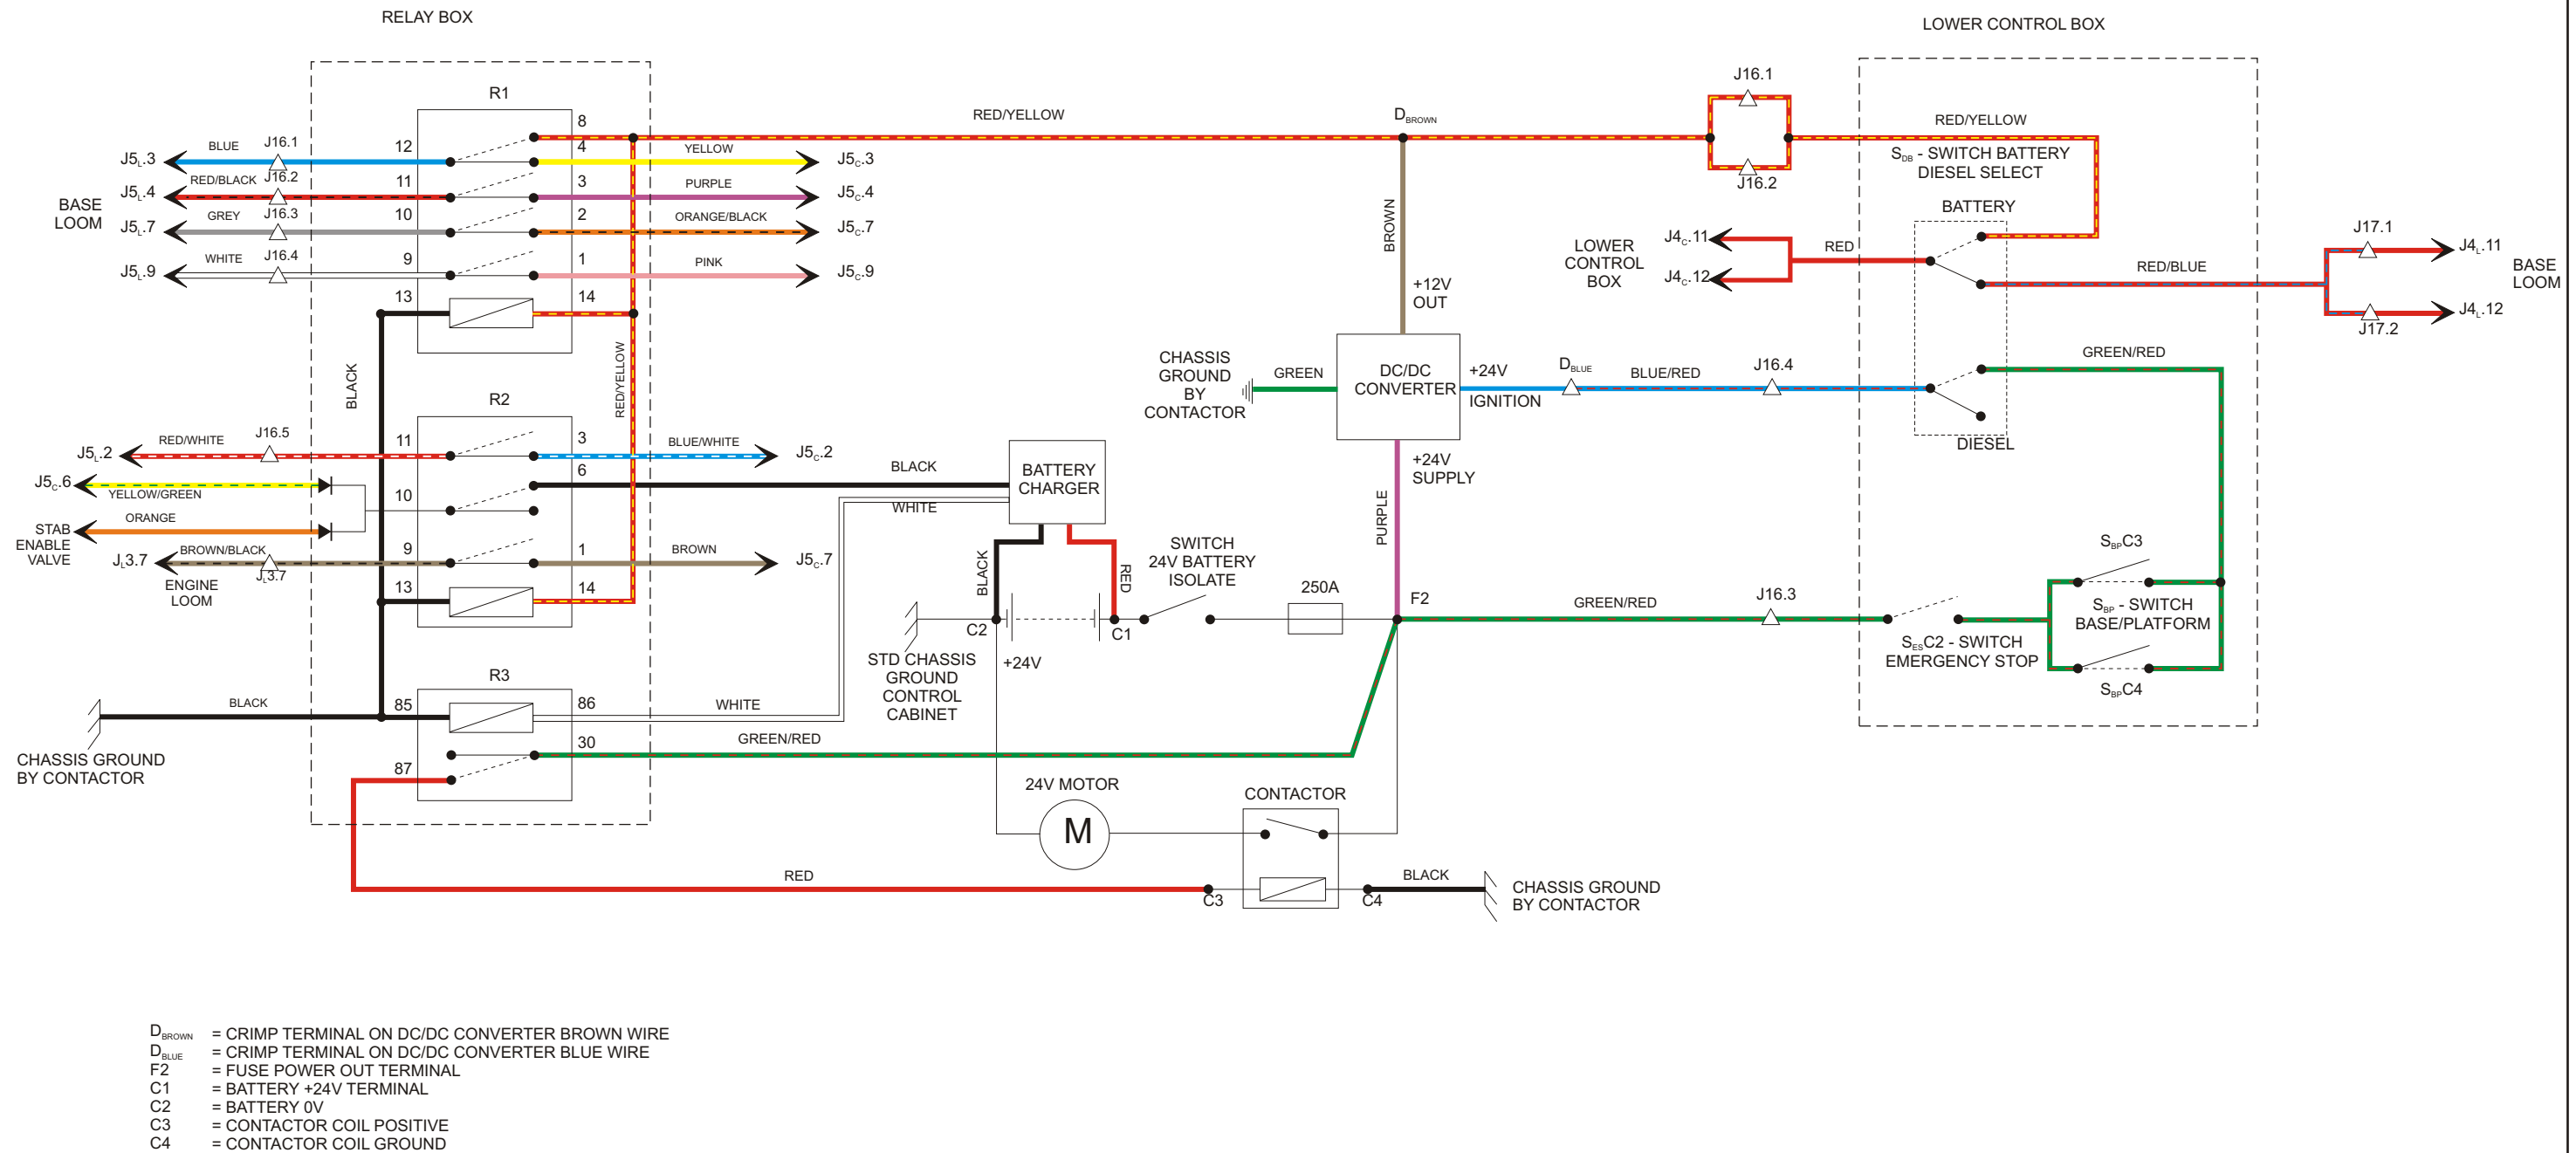 RELAY BOX
LOWER CONTROL BOX
R1
8
12
4
11
3
10
2
9
1
13
14
J5L.3
BLUE
J16.1
YELLOW
J5C.3
J5L.4
RED/BLACK
J16.2
PURPLE
J5C.4
BASE
LOOM
J5L.7
GREY
J16.3
ORANGE/BLACK
J5C.7
J5L.9
WHITE
J16.4
PINK
J5C.9
BLACK
RED/YELLOW
RED/YELLOW
DBROWN
J16.1
J16.2
RED/YELLOW
SDB - SWITCH BATTERY
DIESEL SELECT
BATTERY
BROWN
+12V
OUT
LOWER
CONTROL
BOX
J4C.11
J4C.12
RED
RED/BLUE
J17.1
J4L.11
BASE
LOOM
J17.2
J4L.12
CHASSIS
GROUND
BY
CONTACTOR
GREEN
DC/DC
CONVERTER
+24V
IGNITION
DBLUE
BLUE/RED
J16.4
GREEN/RED
DIESEL
+24V
SUPPLY
PURPLE
R2
11
3
6
10
9
1
13
14
J5L.2
RED/WHITE
J16.5
BLUE/WHITE
J5C.2
J5C.6
YELLOW/GREEN
STAB
ENABLE
VALVE
ORANGE
JL3.7
BROWN/BLACK
JL3.7
ENGINE
LOOM
BROWN
J5C.7
BLACK
WHITE
BATTERY
CHARGER
BLACK
RED
SWITCH
24V BATTERY
ISOLATE
250A
F2
GREEN/RED
J16.3
SESC2 - SWITCH
EMERGENCY STOP
SBPC3
SBP - SWITCH
BASE/PLATFORM
SBPC4
C2
C1
+24V
STD CHASSIS
GROUND
CONTROL
CABINET
R3
85
86
30
87
BLACK
CHASSIS GROUND
BY CONTACTOR
WHITE
GREEN/RED
24V MOTOR
M
CONTACTOR
RED
C3
C4
BLACK
CHASSIS GROUND
BY CONTACTOR
DBROWN = CRIMP TERMINAL ON DC/DC CONVERTER BROWN WIRE
DBLUE = CRIMP TERMINAL ON DC/DC CONVERTER BLUE WIRE
F2 = FUSE POWER OUT TERMINAL
C1 = BATTERY +24V TERMINAL
C2 = BATTERY 0V
C3 = CONTACTOR COIL POSITIVE
C4 = CONTACTOR COIL GROUND